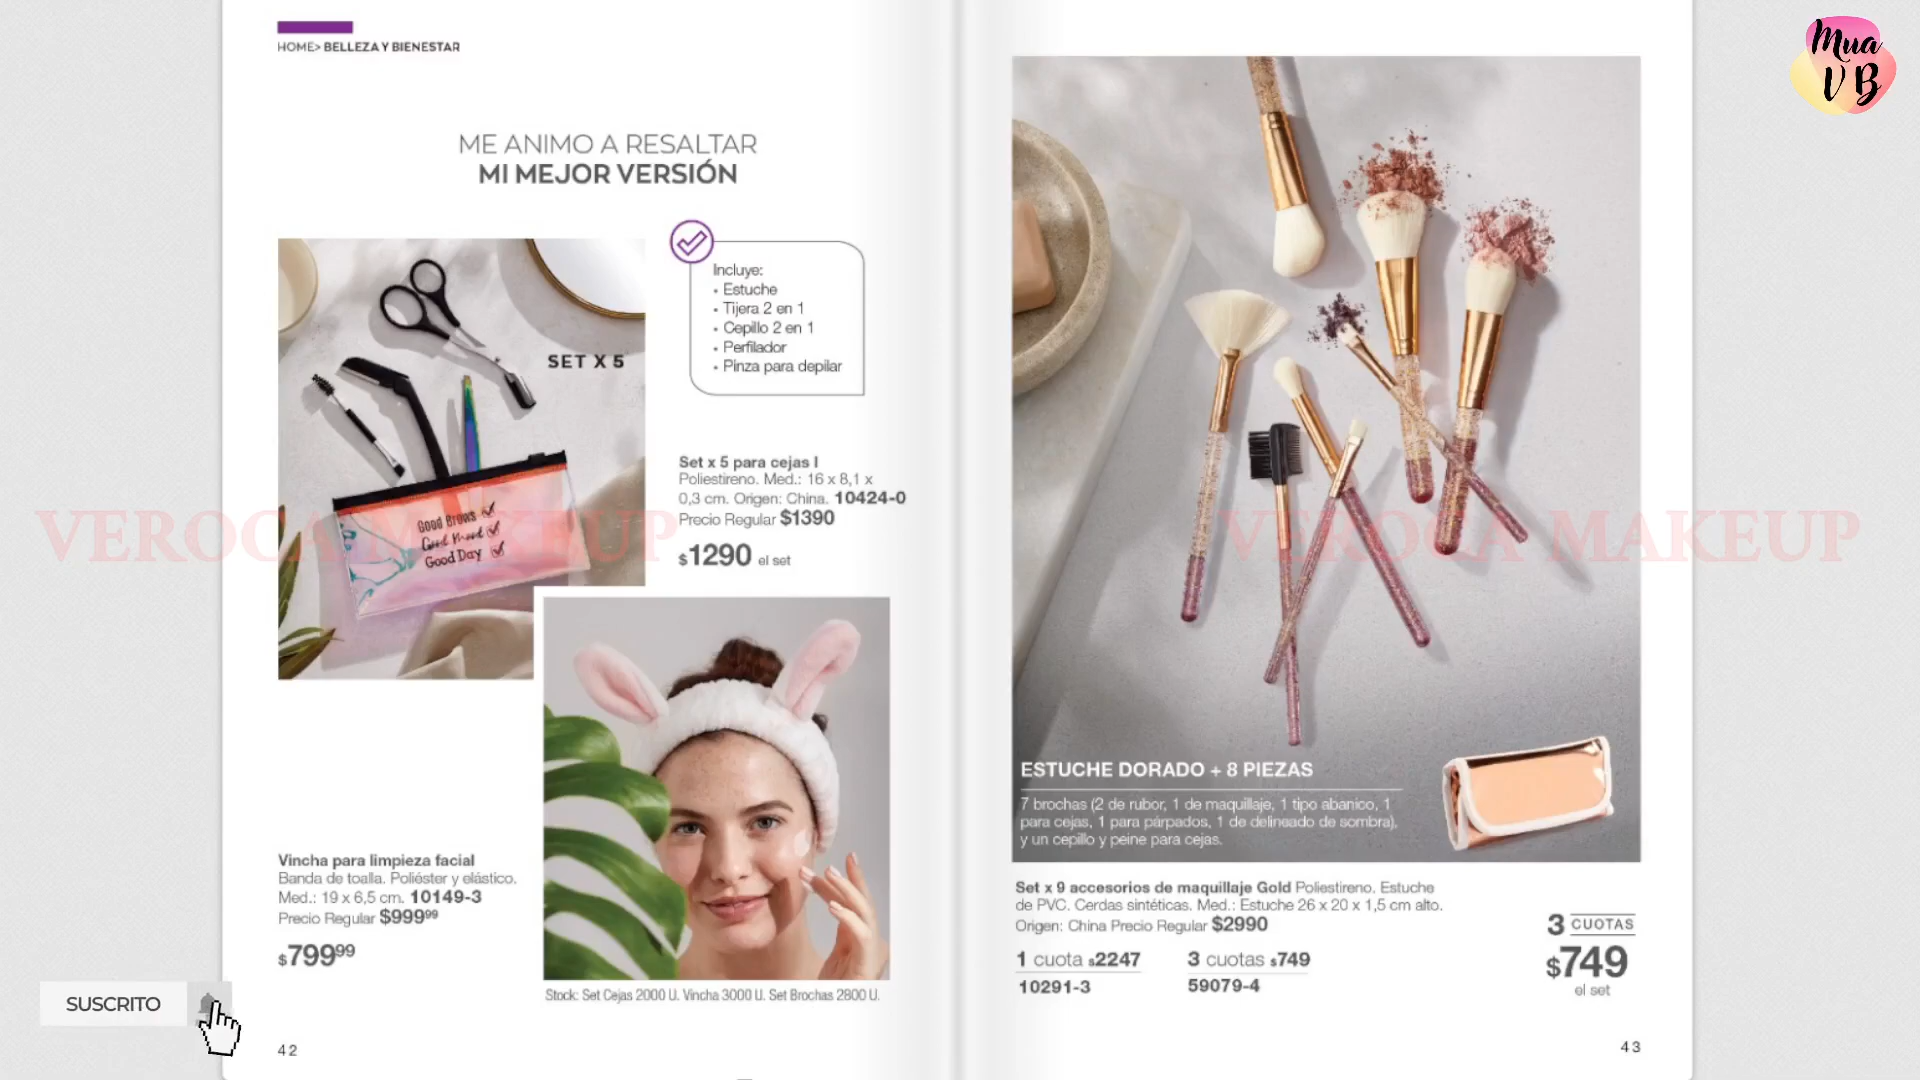 HOME> BELLEZA Y BIENESTAR
ME ANIMO A RESALTAR
MI MEJOR VERSIÓN
SET X 5
Incluye:
• Estuche
• Tijera 2 en 1
• Cepillo 2 en 1
• Perfilador
• Pinza para depilar
Good Brows
Good Mood
Good Day
Set x 5 para cejas I
Poliestireno. Med.: 16 x 8,1 x
0,3 cm. Origen: China. 10424-0
Precio Regular $1390
$1290 el set
Vincha para limpieza facial
Banda de toalla. Poliéster y elástico.
Med.: 19 x 6,5 cm. 10149-3
Precio Regular $999⁹⁹
$799⁹⁹
Stock: Set Cejas 2000 U. Vincha 3000 U. Set Brochas 2800 U.
42
ESTUCHE DORADO + 8 PIEZAS
7 brochas (2 de rubor, 1 de maquillaje, 1 tipo abanico, 1
para cejas, 1 para párpados, 1 de delineado de sombra),
y un cepillo y peine para cejas.
Set x 9 accesorios de maquillaje Gold Poliestireno. Estuche
de PVC. Cerdas sintéticas. Med.: Estuche 26 x 20 x 1,5 cm alto.
Origen: China Precio Regular $2990
1 cuota $2247
10291-3
3 cuotas $749
59079-4
3 CUOTAS
$749
el set
43
VEROCA MAKEUP
VEROCA MAKEUP
Mua
VB
SUSCRITO